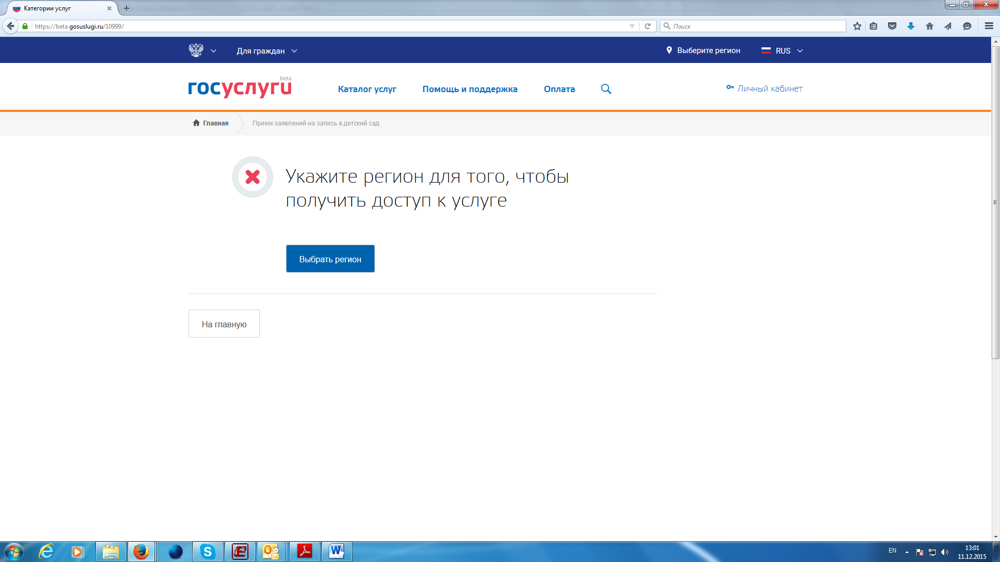 Категории услуг
https://beta.gosuslugi.ru/10999/
Поиск
Для граждан
Выберите регион
RUS
госуслуги
beta
Каталог услуг
Помощь и поддержка
Оплата
Личный кабинет
Главная
Прием заявлений на запись в детский сад
Укажите регион для того, чтобы
получить доступ к услуге
Выбрать регион
На главную
EN
13:01
11.12.2015